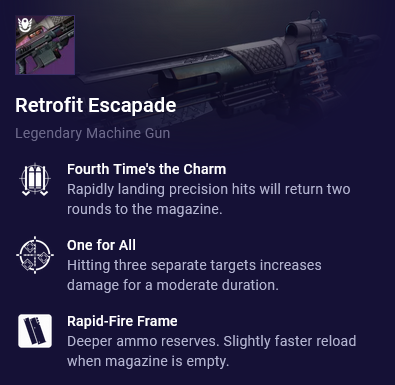 Retrofit Escapade
Legendary Machine Gun
Fourth Time's the Charm
Rapidly landing precision hits will return two
rounds to the magazine.
One for All
Hitting three separate targets increases
damage for a moderate duration.
Rapid-Fire Frame
Deeper ammo reserves. Slightly faster reload
when magazine is empty.